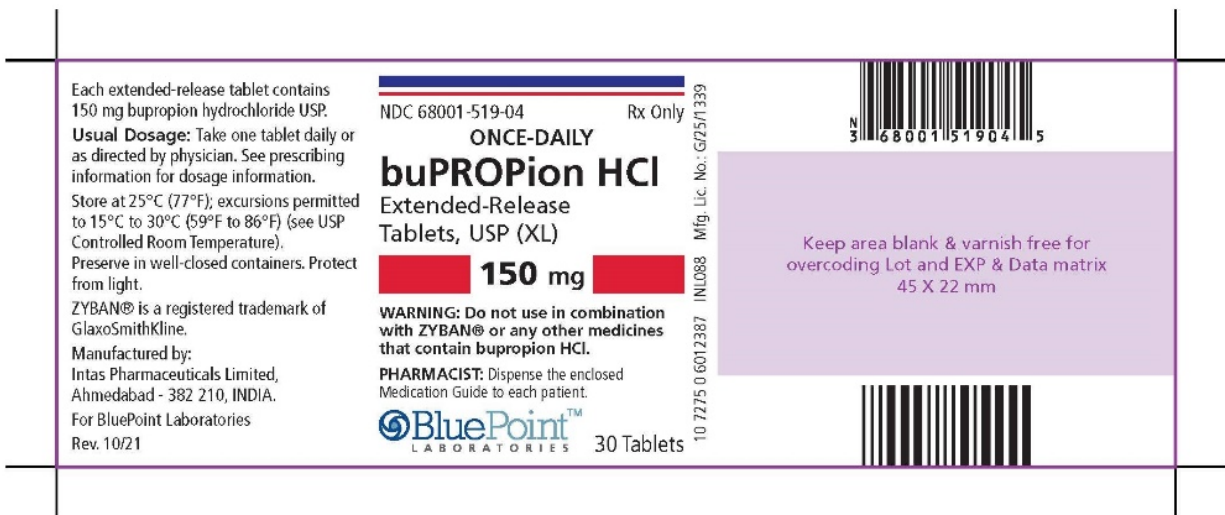 Each extended-release tablet contains
150 mg bupropion hydrochloride USP.
Usual Dosage: Take one tablet daily or
as directed by physician. See prescribing
information for dosage information.
Store at 25°C (77°F); excursions permitted
to 15°C to 30°C (59°F to 86°F) (see USP
Controlled Room Temperature).
Preserve in well-closed containers. Protect
from light.
ZYBAN® is a registered trademark of
GlaxoSmithKline.
Manufactured by:
Intas Pharmaceuticals Limited,
Ahmedabad - 382 210, INDIA.
For BluePoint Laboratories
Rev. 10/21
NDC 68001-519-04 Rx Only
ONCE-DAILY
buPROPion HCl
Extended-Release
Tablets, USP (XL)
150 mg
WARNING: Do not use in combination
with ZYBAN® or any other medicines
that contain bupropion HCl.
PHARMACIST: Dispense the enclosed
Medication Guide to each patient.
BluePoint™
LABORATORIES
30 Tablets
10 7275 0 6012387 INL088 Mfg. Lic. No.: G/25/1339
N
3 68001 51904 5
Keep area blank & varnish free for
overcoding Lot and EXP & Data matrix
45 X 22 mm